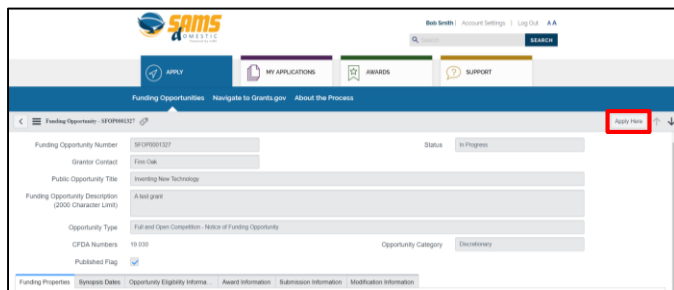 SAMS
DOMESTIC
Bob Smith | Account Settings | Log Out A A
Search
SEARCH
APPLY
MY APPLICATIONS
AWARDS
SUPPORT
Funding Opportunities Navigate to Grants.gov About the Process
Funding Opportunity - SFOP0001327
Apply Here
Funding Opportunity Number SFOP0001327 Status In Progress
Grantor Contact Finn Oak
Public Opportunity Title Inventing New Technology
Funding Opportunity Description
(2000 Character Limit)
A test grant
Opportunity Type Full and Open Competition - Notice of Funding Opportunity
CFDA Numbers 19.030 Opportunity Category Discretionary
Published Flag
Funding Properties Synopsis Dates Opportunity Eligibility Informa... Award Information Submission Information Modification Information